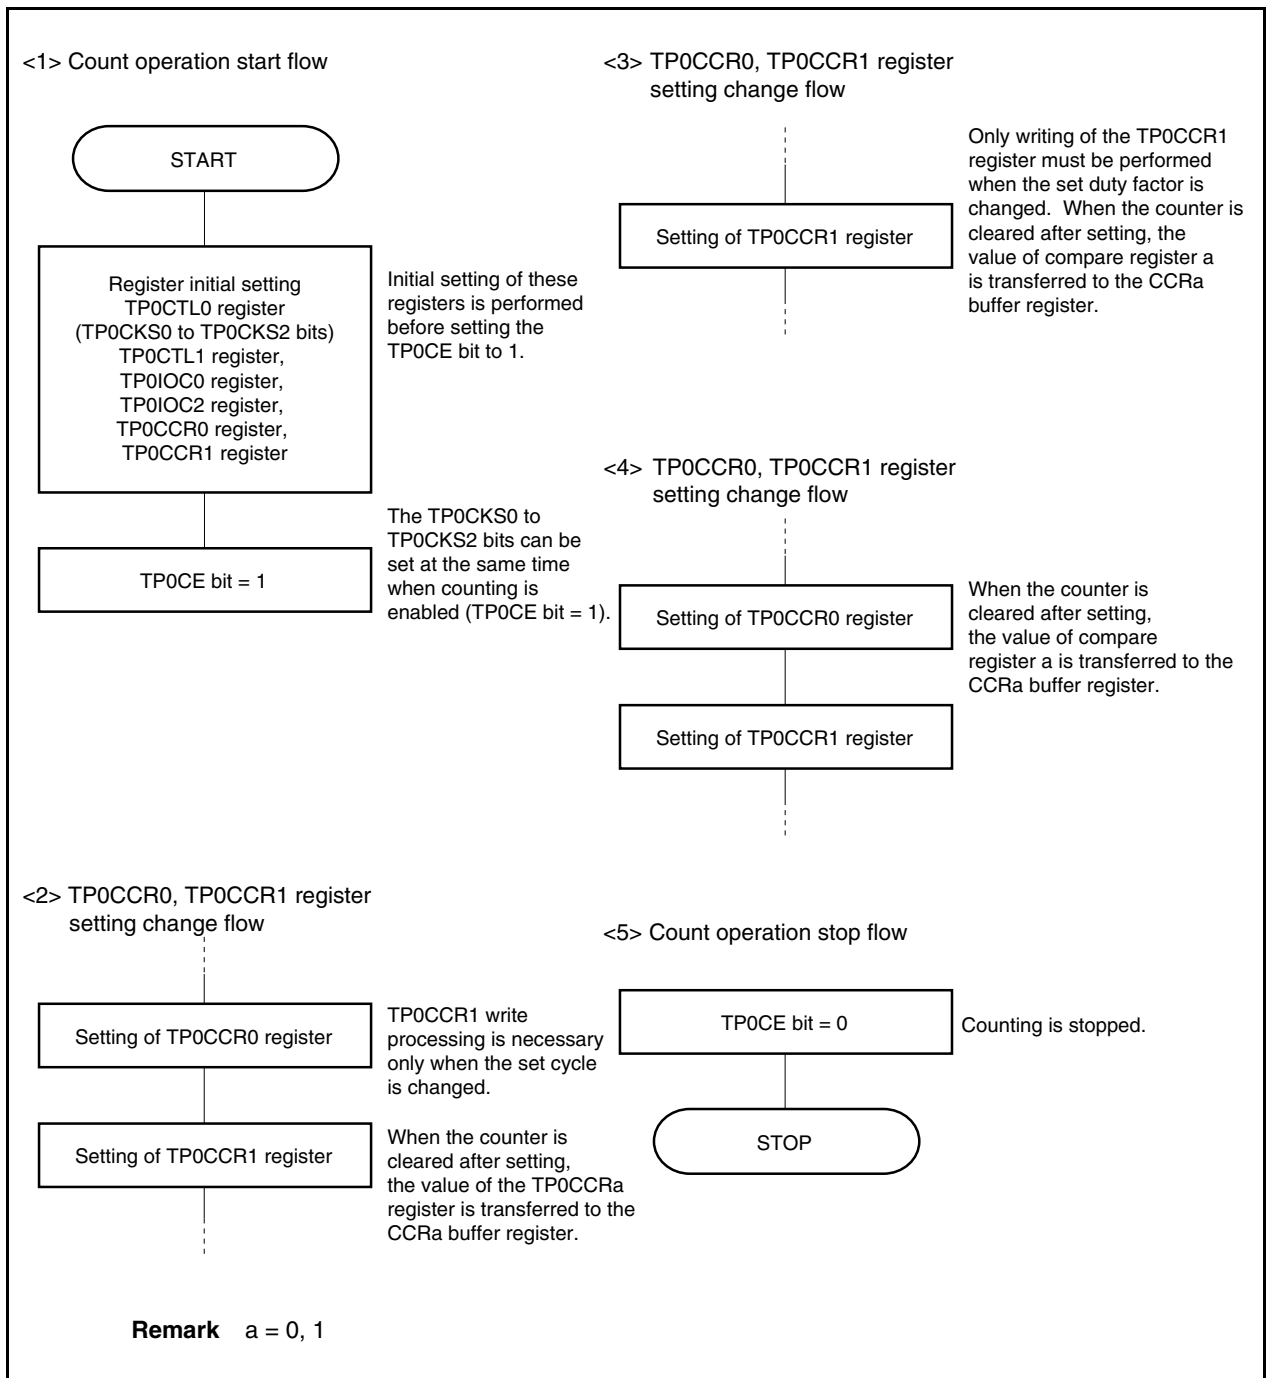 <1> Count operation start flow
START
Register initial setting
TP0CTL0 register
(TP0CKS0 to TP0CKS2 bits)
TP0CTL1 register,
TP0IOC0 register,
TP0IOC2 register,
TP0CCR0 register,
TP0CCR1 register
Initial setting of these
registers is performed
before setting the
TP0CE bit to 1.
TP0CE bit = 1
The TP0CKS0 to
TP0CKS2 bits can be
set at the same time
when counting is
enabled (TP0CE bit = 1).
<2> TP0CCR0, TP0CCR1 register
setting change flow
Setting of TP0CCR0 register
TP0CCR1 write
processing is necessary
only when the set cycle
is changed.
Setting of TP0CCR1 register
When the counter is
cleared after setting,
the value of the TP0CCRa
register is transferred to the
CCRa buffer register.
<3> TP0CCR0, TP0CCR1 register
setting change flow
Setting of TP0CCR1 register
Only writing of the TP0CCR1
register must be performed
when the set duty factor is
changed. When the counter is
cleared after setting, the
value of compare register a
is transferred to the CCRa
buffer register.
<4> TP0CCR0, TP0CCR1 register
setting change flow
Setting of TP0CCR0 register
When the counter is
cleared after setting,
the value of compare
register a is transferred to the
CCRa buffer register.
Setting of TP0CCR1 register
<5> Count operation stop flow
TP0CE bit = 0
Counting is stopped.
STOP
Remark a = 0, 1